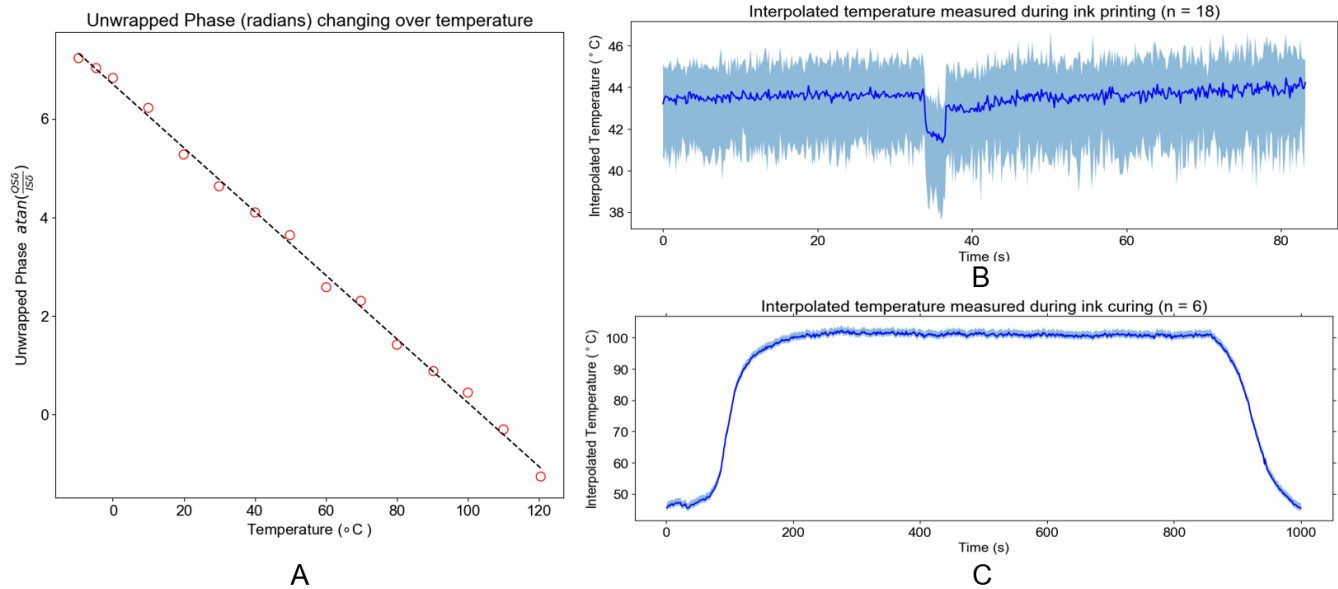 Unwrapped Phase (radians) changing over temperature
Unwrapped Phase atan(QSδ/ISδ)
6
4
2
0
0 20 40 60 80 100 120
Temperature (∘C )
A
Interpolated temperature measured during ink printing (n = 18)
Interpolated Temperature (°C)
46
44
42
40
38
0 20 40 60 80
Time (s)
B
Interpolated temperature measured during ink curing (n = 6)
Interpolated Temperature (°C)
100
90
80
70
60
50
0 200 400 600 800 1000
Time (s)
C